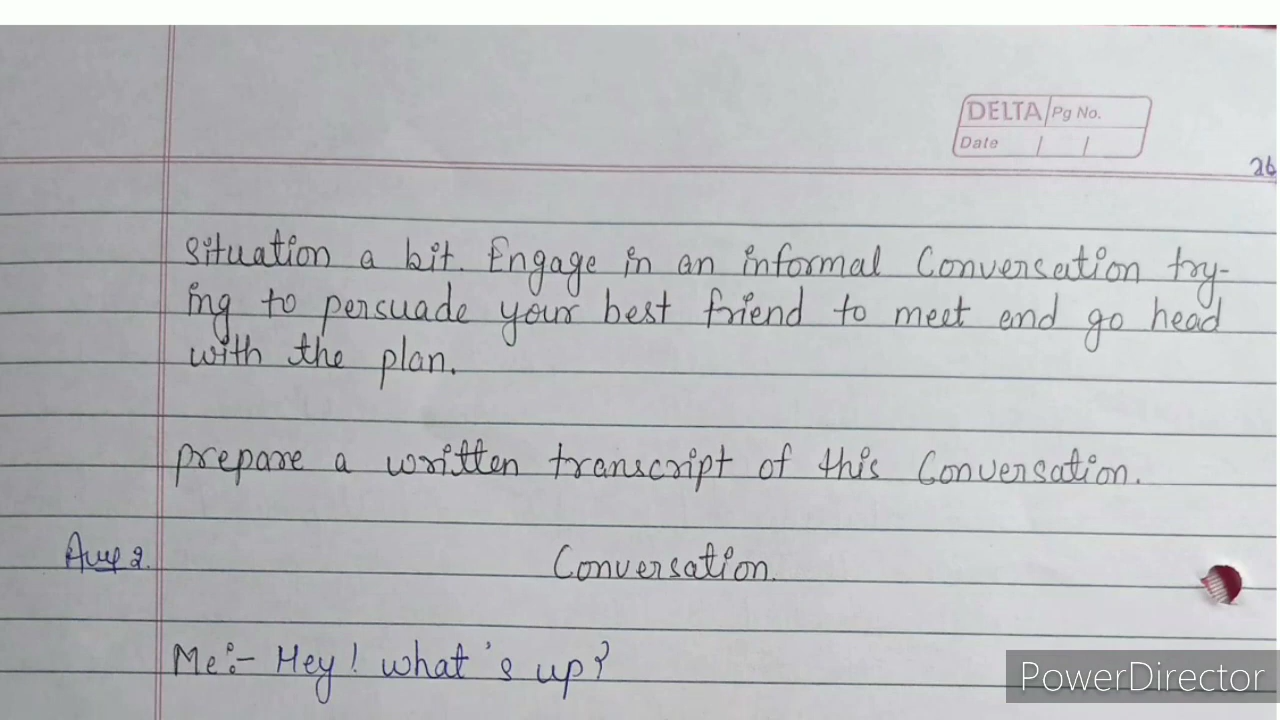 DELTA Pg No.
Date / /
26
situation a bit. Engage in an informal Conversation try-
ing to persuade your best friend to meet end go head
with the plan.
prepare a written transcript of this Conversation.
Ans 2.
Conversation.
Me:- Hey! what's up?
PowerDirector